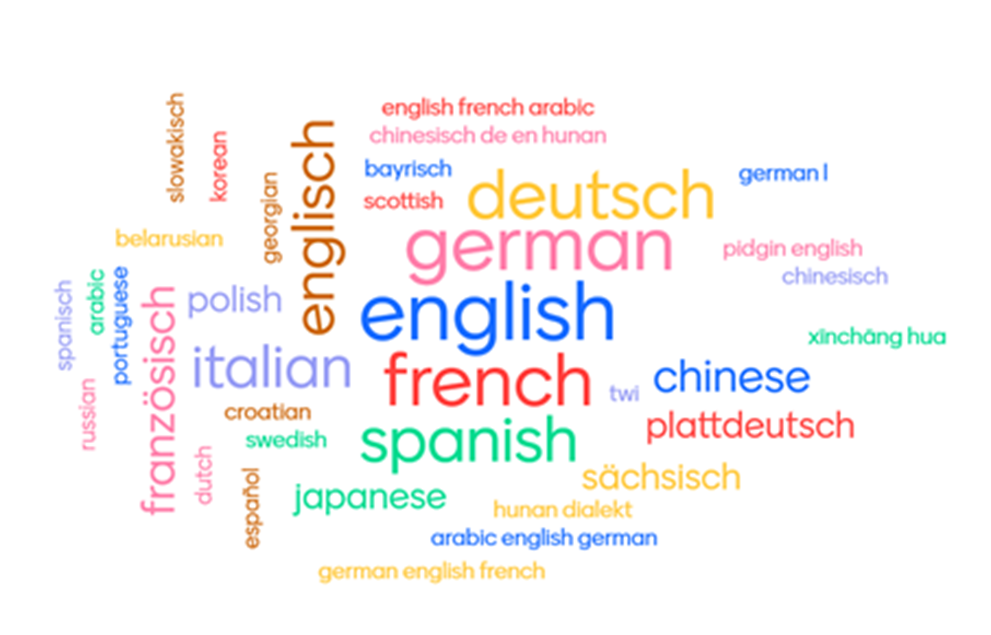 slowakisch
korean
georgian
englisch
english french arabic
chinesisch de en hunan
bayrisch
scottish
deutsch
german l
german
pidgin english
chinesisch
belarusian
spanisch
arabic
portuguese
französisch
polish
english
xīnchāng hua
italian
french
twi
chinese
russian
croatian
plattdeutsch
swedish
spanish
dutch
español
sächsisch
japanese
hunan dialekt
arabic english german
german english french